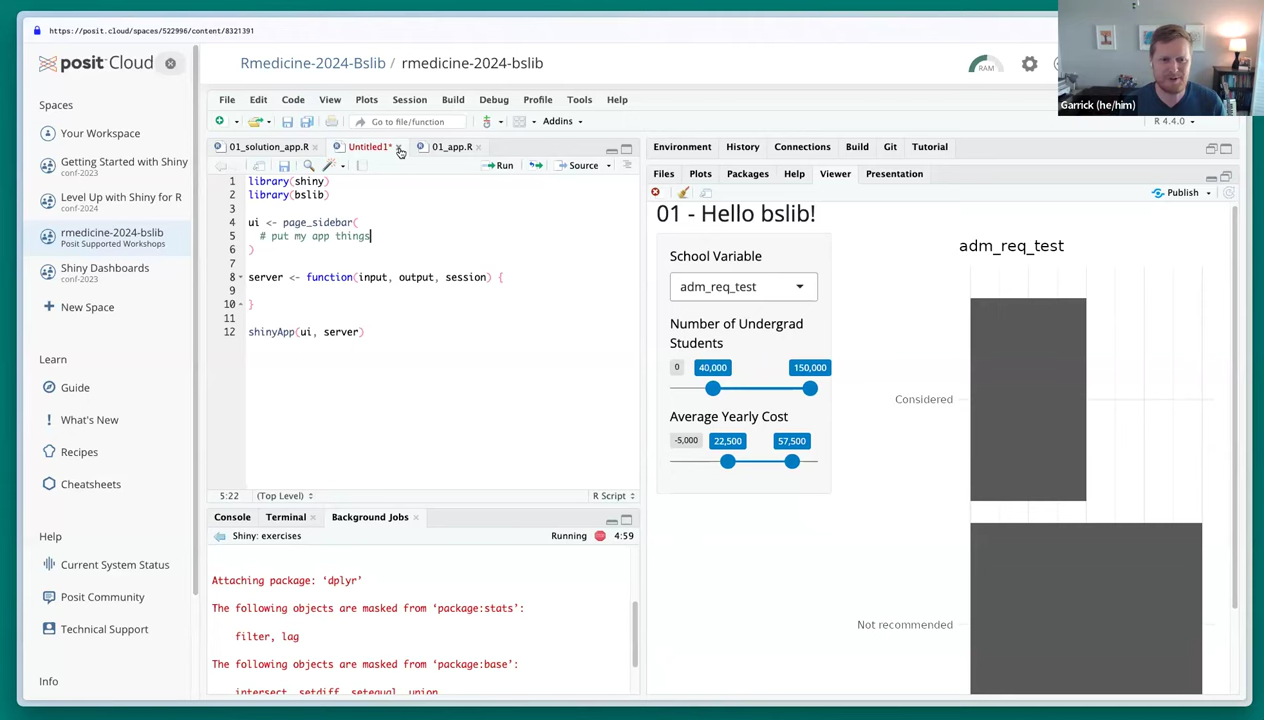 https://posit.cloud/spaces/522996/content/8321391
posit Cloud
Rmedicine-2024-Bslib / rmedicine-2024-bslib
RAM
Garrick (he/him)
Spaces
Your Workspace
Getting Started with Shiny
conf-2023
Level Up with Shiny for R
conf-2024
rmedicine-2024-bslib
Posit Supported Workshops
Shiny Dashboards
conf-2023
New Space
Learn
Guide
What's New
Recipes
Cheatsheets
Help
Current System Status
Posit Community
Technical Support
Info
File Edit Code View Plots Session Build Debug Profile Tools Help
Go to file/function
Addins
R 4.4.0
01_solution_app.R
Untitled1*
01_app.R
Run
Source
1 library(shiny)
2 library(bslib)
3
4 ui <- page_sidebar(
5 # put my app things
6 )
7
8 server <- function(input, output, session) {
9
10 }
11
12 shinyApp(ui, server)
5:22 (Top Level) R Script
Console Terminal Background Jobs
Shiny: exercises Running 4:59
Attaching package: ‘dplyr’
The following objects are masked from ‘package:stats’:
filter, lag
The following objects are masked from ‘package:base’:
intersect, setdiff, setequal, union
Environment History Connections Build Git Tutorial
Files Plots Packages Help Viewer Presentation
Publish
01 - Hello bslib!
School Variable
adm_req_test
Number of Undergrad
Students
0 40,000 150,000
Average Yearly Cost
-5,000 22,500 57,500
adm_req_test
Considered
Not recommended